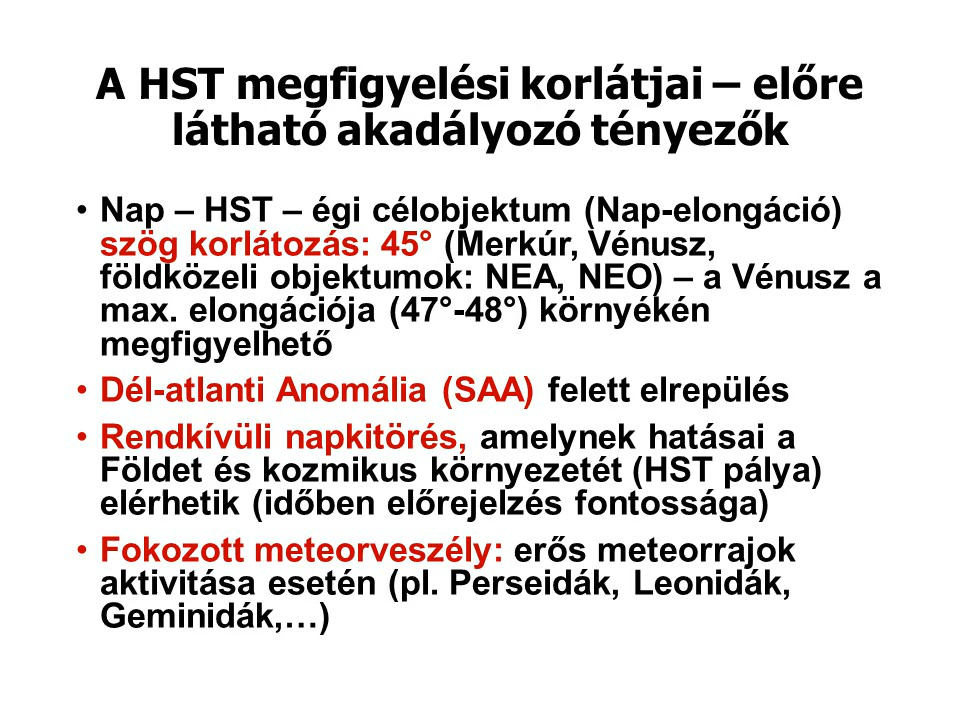 A HST megfigyelési korlátjai – előre
látható akadályozó tényezők
• Nap – HST – égi célobjektum (Nap-elongáció)
szög korlátozás: 45° (Merkúr, Vénusz,
földközeli objektumok: NEA, NEO) – a Vénusz a
max. elongációja (47°-48°) környékén
megfigyelhető
• Dél-atlanti Anomália (SAA) felett elrepülés
• Rendkívüli napkitörés, amelynek hatásai a
Földet és kozmikus környezetét (HST pálya)
elérhetik (időben előrejelzés fontossága)
• Fokozott meteorveszély: erős meteorrajok
aktivitása esetén (pl. Perseidák, Leonidák,
Geminidák,…)